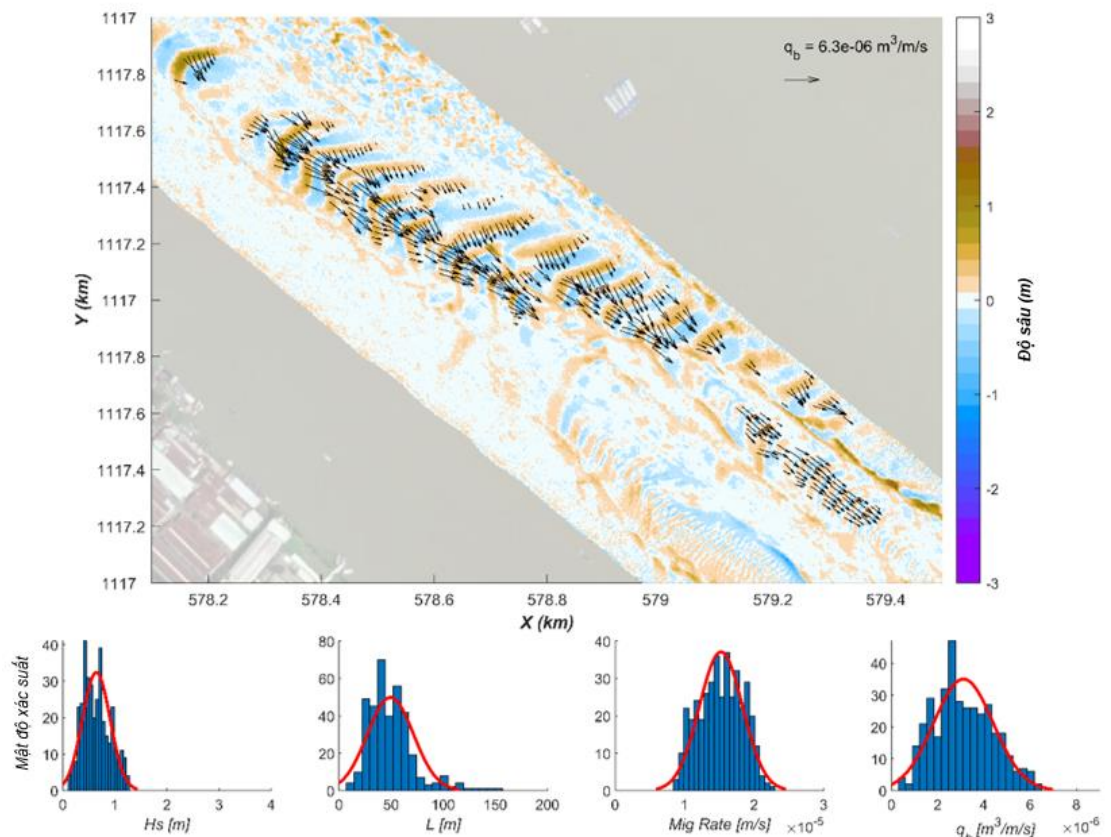 1117
1117.8
1117.6
1117.4
1117.2
1117
1117.8
1117.6
1117.4
1117.2
1117
Y (km)
q_b = 6.3e-06 m³/m/s
578.2 578.4 578.6 578.8 579 579.2 579.4
X (km)
3
2
1
0
-1
-2
-3
Độ sâu (m)
Mật độ xác suất
40
30
20
10
0
0 1 2 3 4
Hs [m]
80
60
40
20
0
0 50 100 150 200
L [m]
40
30
20
10
0
0 1 2 3
×10⁻⁵
Mig Rate [m/s]
40
30
20
10
0
0 2 4 6 8
×10⁻⁶
q_b [m³/m/s]